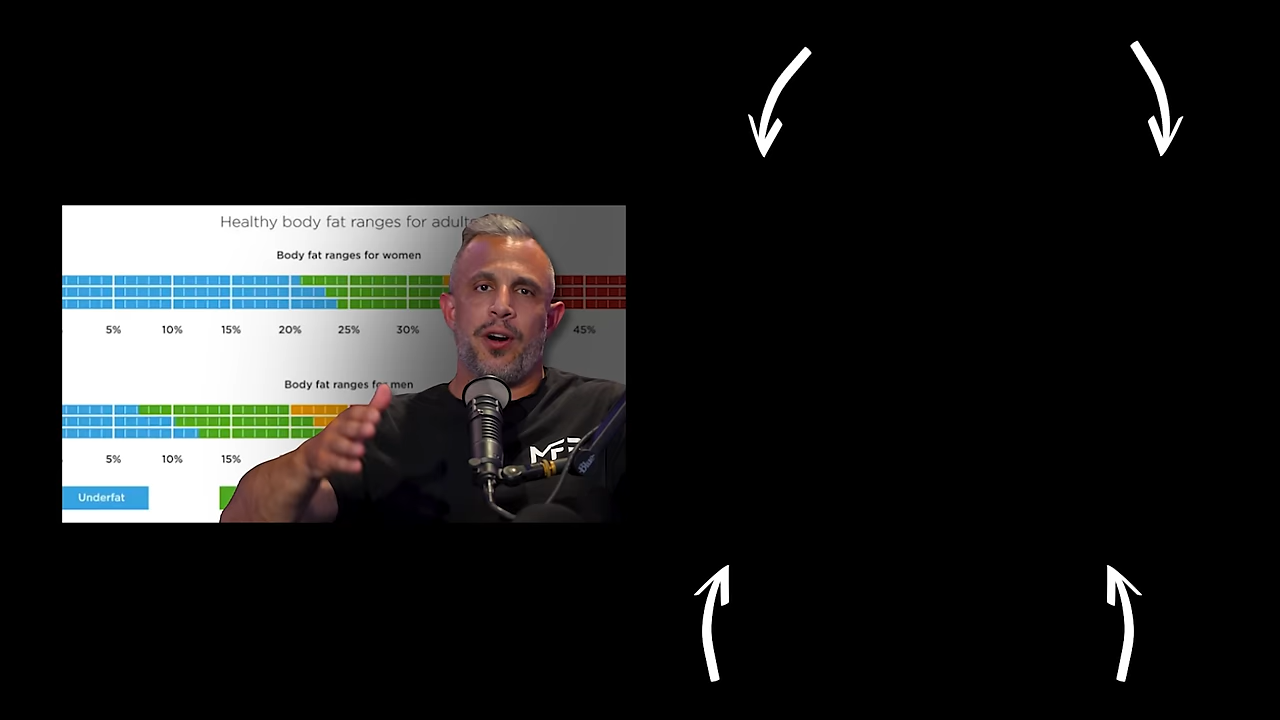 Healthy body fat ranges for adults
Body fat ranges for women
5% 10% 15% 20% 25% 30% 45%
Body fat ranges for men
5% 10% 15%
Underfat